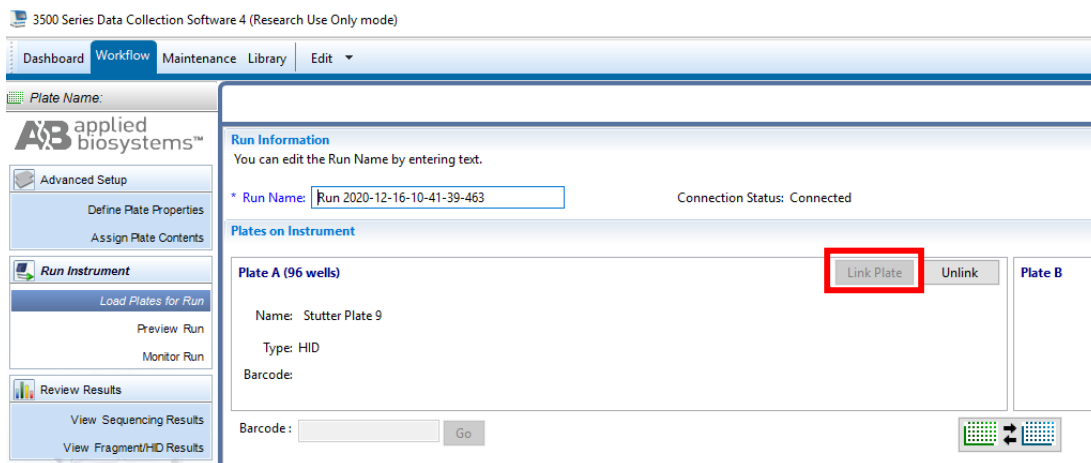 3500 Series Data Collection Software 4 (Research Use Only mode)
Dashboard Workflow Maintenance Library Edit
Plate Name:
AB applied biosystems™
Advanced Setup
Define Plate Properties
Assign Plate Contents
Run Instrument
Load Plates for Run
Preview Run
Monitor Run
Review Results
View Sequencing Results
View Fragment/HID Results
Run Information
You can edit the Run Name by entering text.
* Run Name: Run 2020-12-16-10-41-39-463 Connection Status: Connected
Plates on Instrument
Plate A (96 wells) Link Plate Unlink Plate B
Name: Stutter Plate 9
Type: HID
Barcode:
Barcode : Go